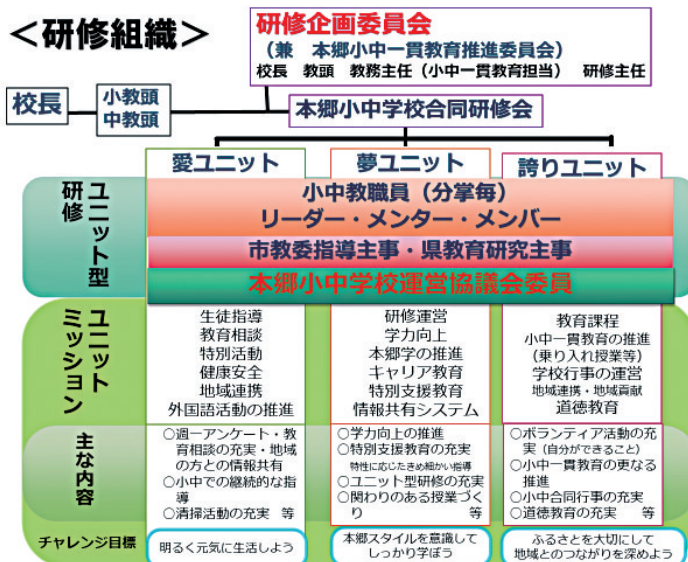 ＜研修組織＞
研修企画委員会
（兼　本郷小中一貫教育推進委員会）
校長　教頭　教務主任（小中一貫教育担当）　研修主任
校長
小教頭
中教頭
本郷小中学校合同研修会
愛ユニット
夢ユニット
誇りユニット
ユニット型
研修
小中教職員（分掌毎）
リーダー・メンター・メンバー
市教委指導主事・県教育研究主事
本郷小中学校運営協議会委員
ユニット
ミッション
生徒指導
教育相談
特別活動
健康安全
地域連携
外国語活動の推進
研修運営
学力向上
本郷学の推進
キャリア教育
特別支援教育
情報共有システム
教育課程
小中一貫教育の推進
（乗り入れ授業等）
学校行事の運営
地域連携・地域貢献
道徳教育
主な内容
○週一アンケート・教
育相談の充実・地域
の方との情報共有
○小中での継続的な指
導
○清掃活動の充実　等
○学力向上の推進
○特別支援教育の充実
特性に応じたきめ細かい指導
○ユニット型研修の充実
○関わりのある授業づく
り　等
○ボランティア活動の充
実（自分ができること）
○小中一貫教育の更なる
推進
○小中合同行事の充実
○道徳教育の充実　等
チャレンジ目標
明るく元気に生活しよう
本郷スタイルを意識して
しっかり学ぼう
ふるさとを大切にして
地域とのつながりを深めよう